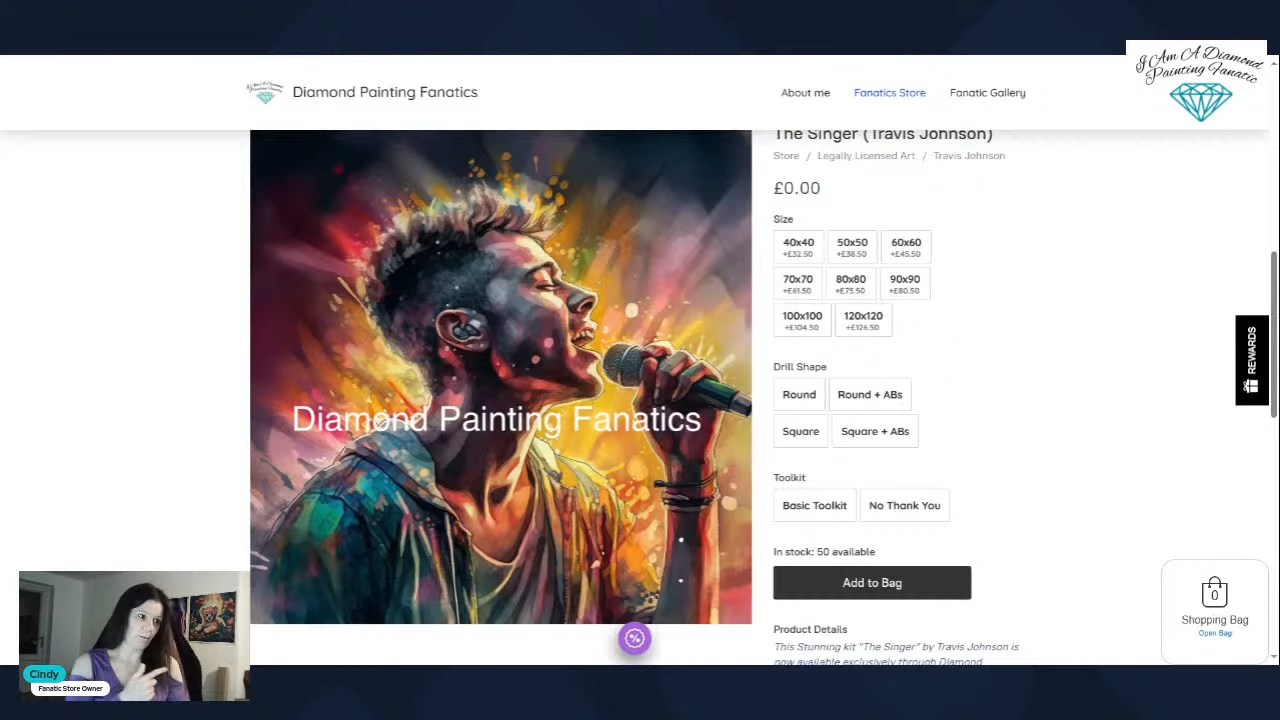 I Am A Diamond
Painting Fanatic
Diamond Painting Fanatics
About me
Fanatics Store
Fanatic Gallery
The Singer (Travis Johnson)
Store / Legally Licensed Art / Travis Johnson
£0.00
Size
40x40
+£32.50
50x50
+£38.50
60x60
+£45.50
70x70
+£61.50
80x80
+£75.50
90x90
+£80.50
100x100
+£104.50
120x120
+£126.50
Drill Shape
Round
Round + ABs
Square
Square + ABs
Toolkit
Basic Toolkit
No Thank You
In stock: 50 available
Add to Bag
Product Details
This Stunning kit "The Singer" by Travis Johnson is
now available exclusively through Diamond
Diamond Painting Fanatics
REWARDS
0
Shopping Bag
Open Bag
Cindy
Fanatic Store Owner